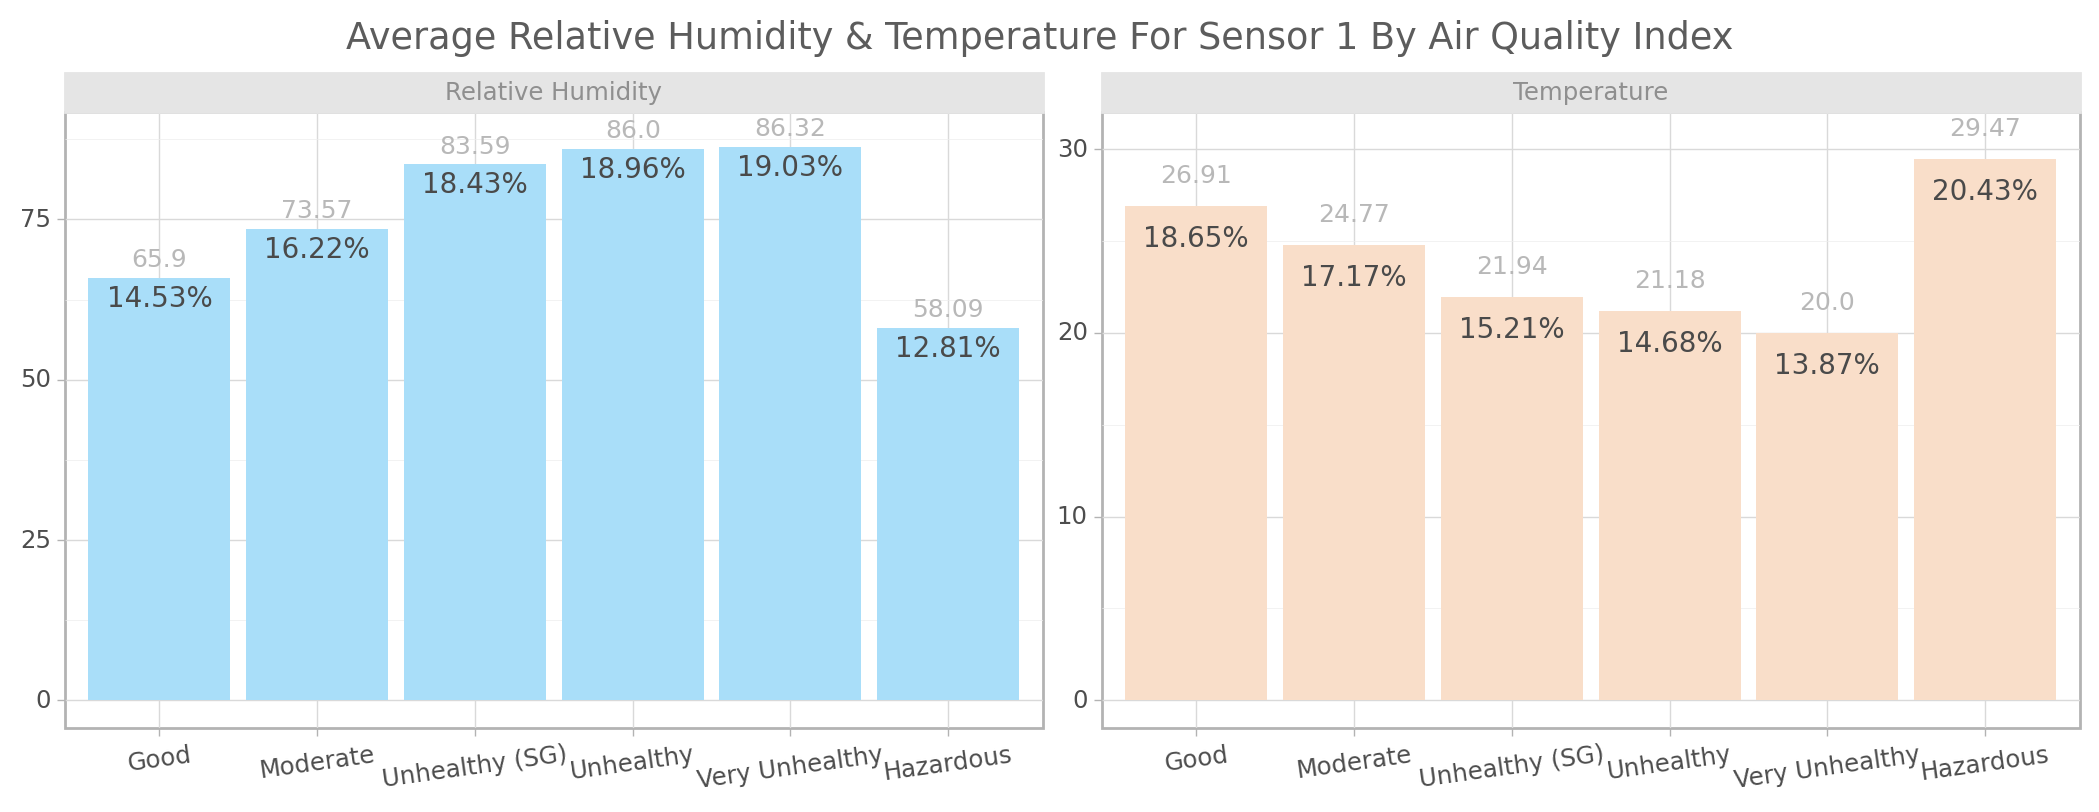 Average Relative Humidity & Temperature For Sensor 1 By Air Quality Index
Relative Humidity
65.9
14.53%
73.57
16.22%
83.59
18.43%
86.0
18.96%
86.32
19.03%
58.09
12.81%
75
50
25
0
Good
Moderate
Unhealthy (SG)
Unhealthy
Very Unhealthy
Hazardous
Temperature
26.91
18.65%
24.77
17.17%
21.94
15.21%
21.18
14.68%
20.0
13.87%
29.47
20.43%
30
20
10
0
Good
Moderate
Unhealthy (SG)
Unhealthy
Very Unhealthy
Hazardous